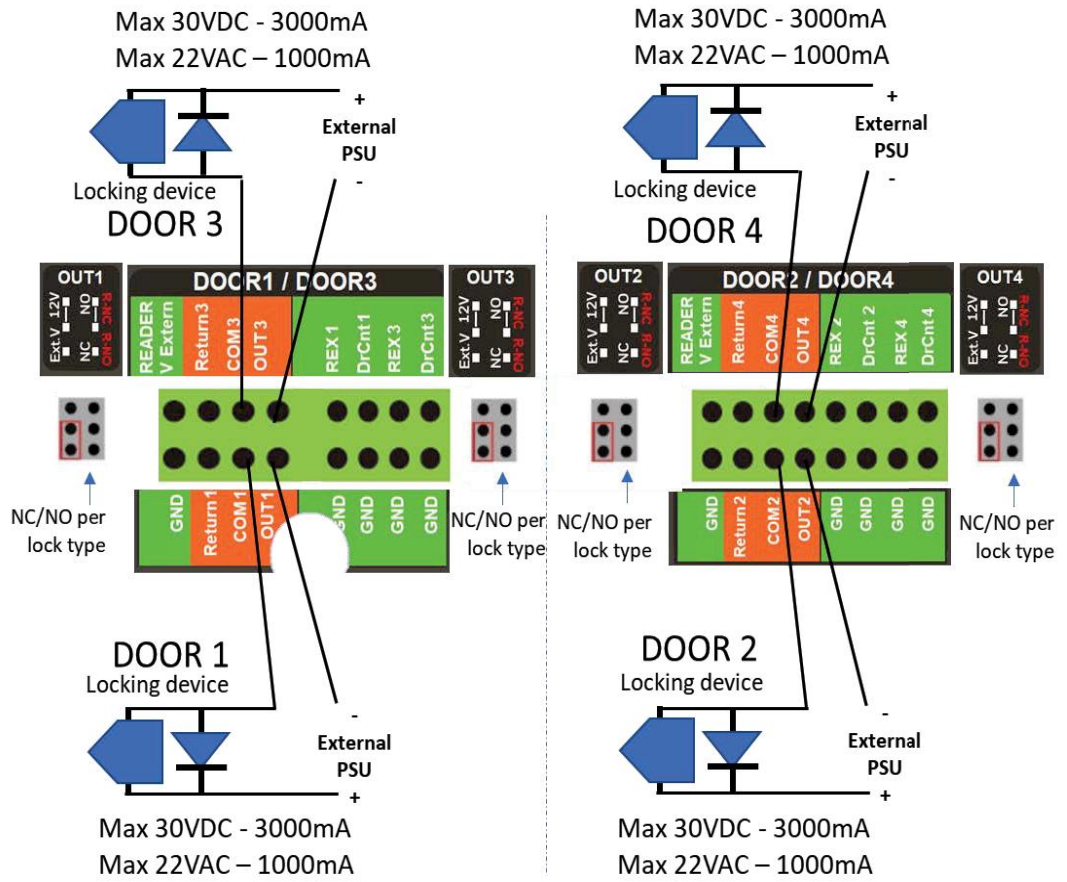 Max 30VDC - 3000mA
Max 22VAC – 1000mA
+
External
PSU
-
Locking device
DOOR 3
Max 30VDC - 3000mA
Max 22VAC – 1000mA
+
External
PSU
-
Locking device
DOOR 4
OUT1
Ext.V 12V
NC NO
R-NO R-NC
DOOR1 / DOOR3
READER
V Extern
Return3
COM3
OUT3
REX 1
DrCnt1
REX 3
DrCnt3
OUT3
Ext.V 12V
NC NO
R-NO R-NC
OUT2
Ext.V 12V
NC NO
R-NO R-NC
DOOR2 / DOOR4
READER
V Extern
Return4
COM4
OUT4
REX 2
DrCnt 2
REX 4
DrCnt 4
OUT4
Ext.V 12V
NC NO
R-NO R-NC
NC/NO per
lock type
GND
Return1
COM1
OUT1
GND
GND
GND
GND
NC/NO per
lock type
NC/NO per
lock type
GND
Return2
COM2
OUT2
GND
GND
GND
GND
NC/NO per
lock type
DOOR 1
Locking device
-
External
PSU
+
Max 30VDC - 3000mA
Max 22VAC – 1000mA
DOOR 2
Locking device
-
External
PSU
+
Max 30VDC - 3000mA
Max 22VAC – 1000mA